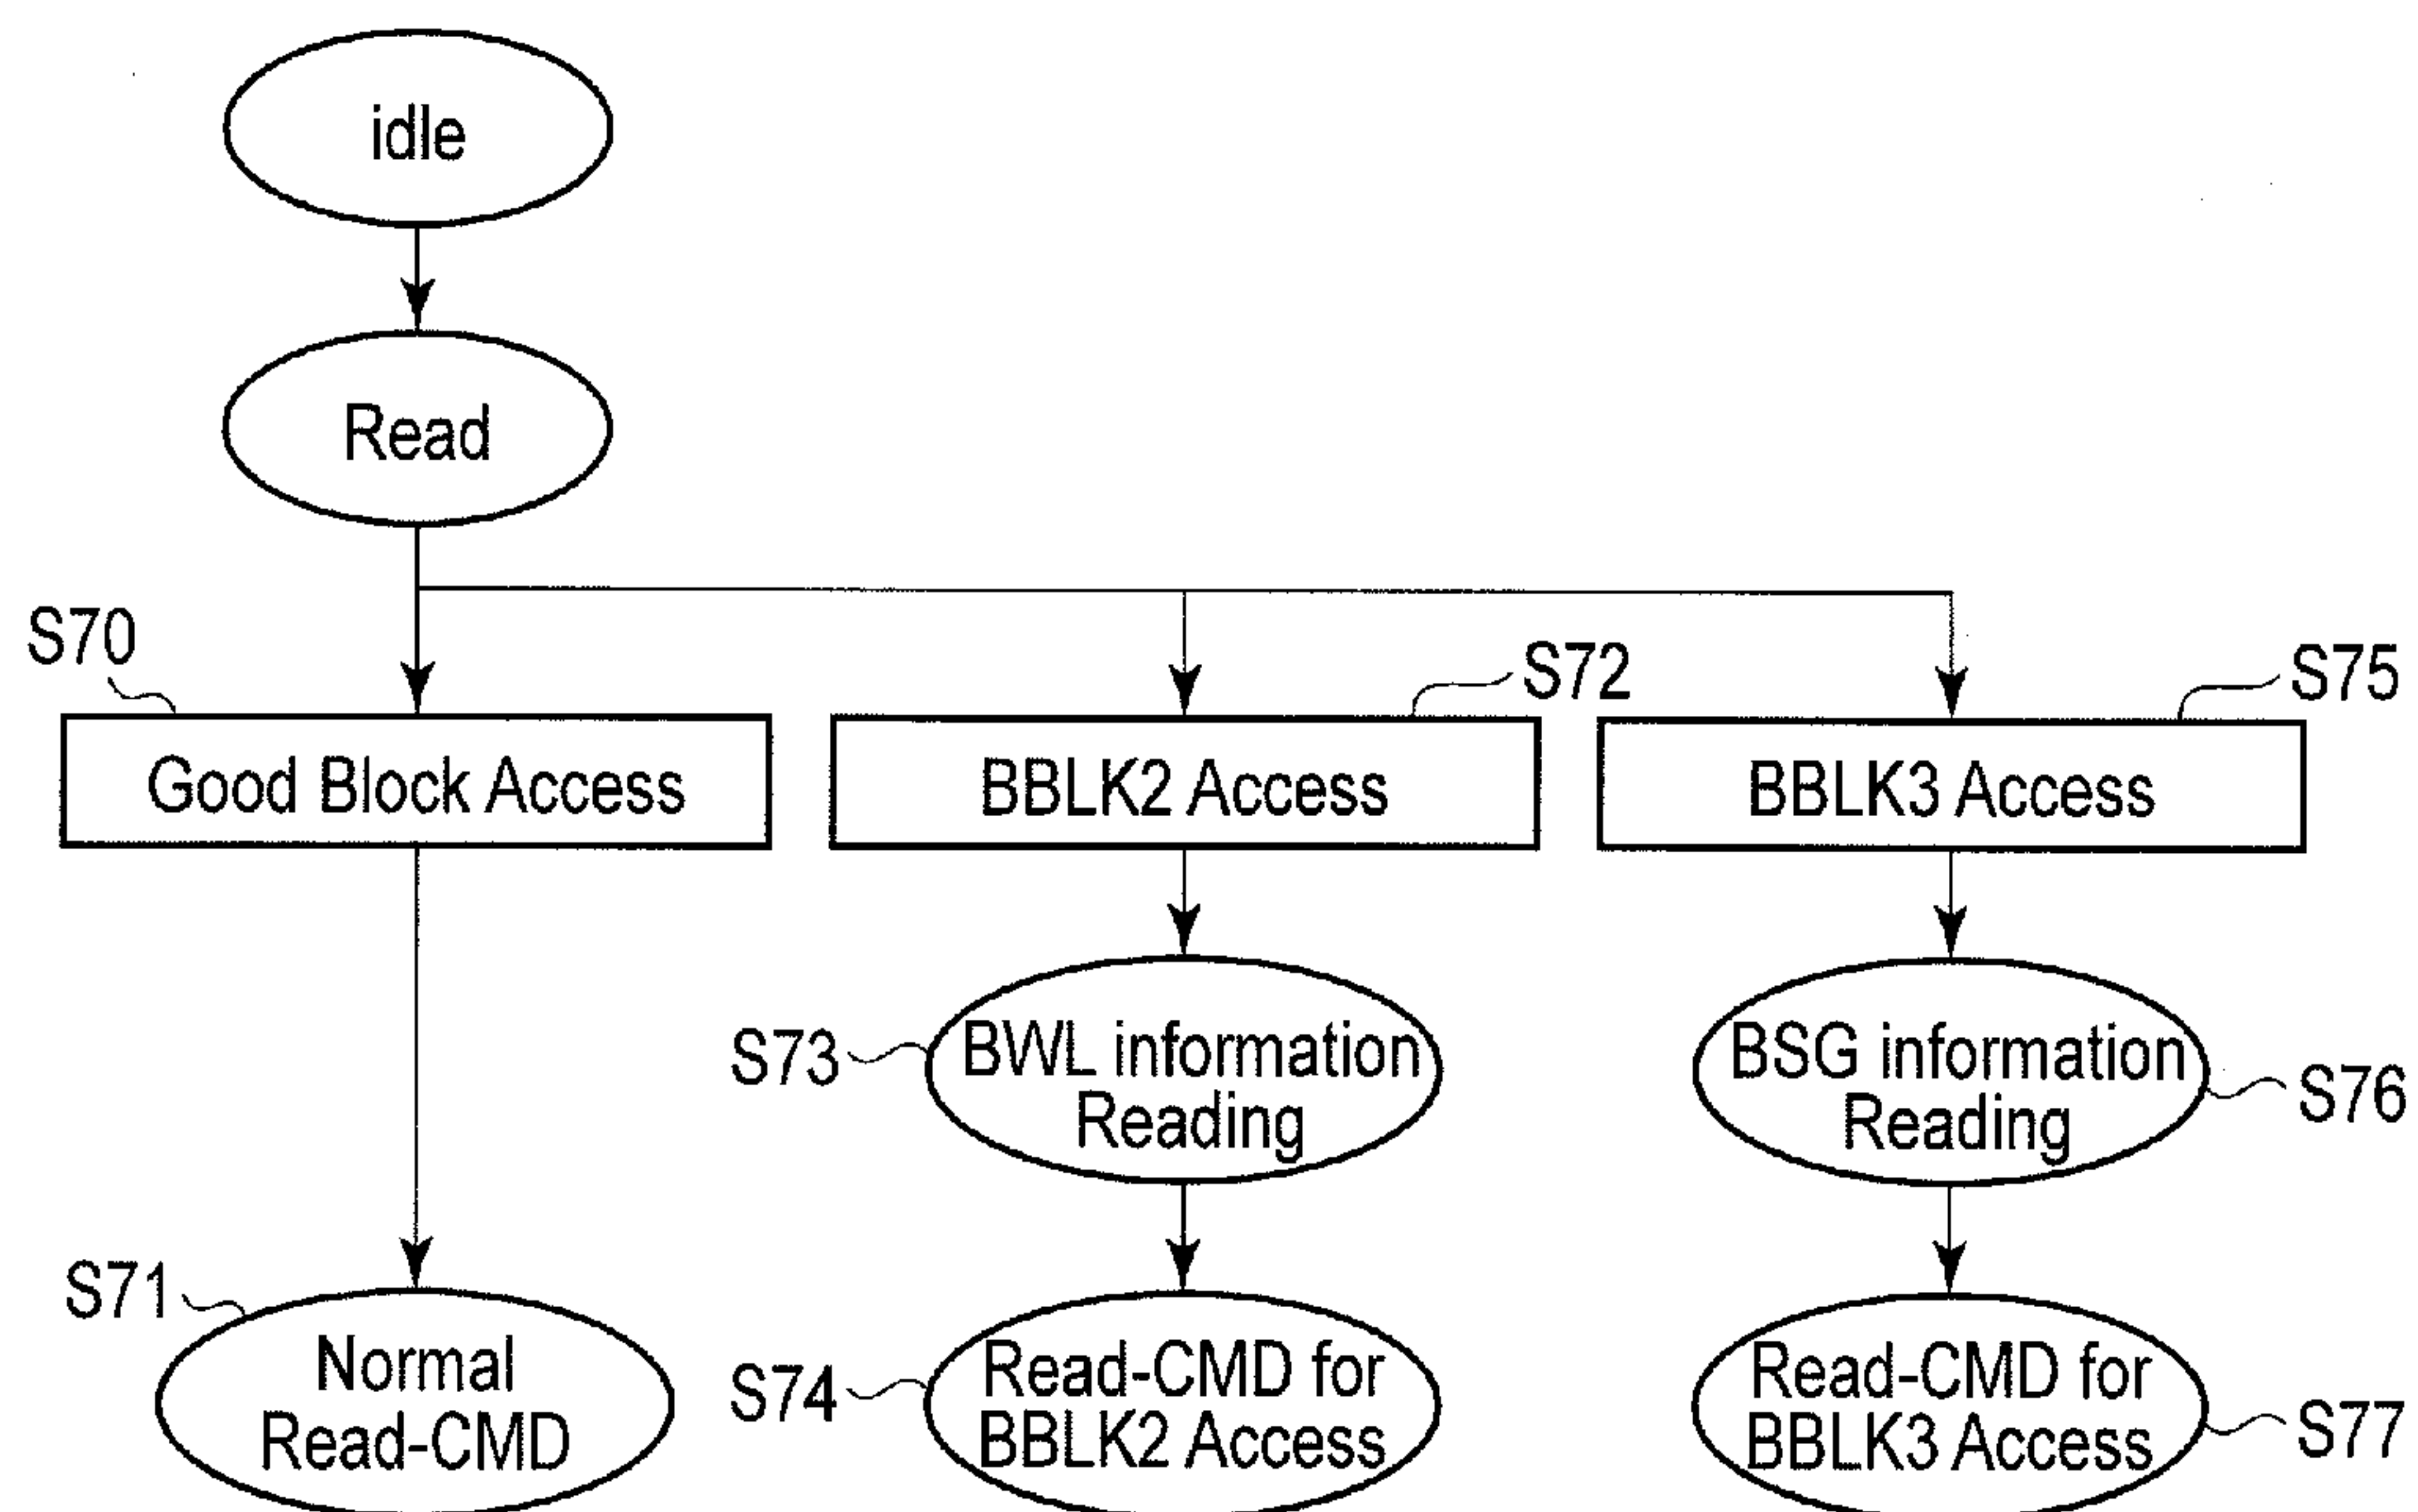 idle
Read
S70
S72
S75
Good Block Access
BBLK2 Access
BBLK3 Access
S73
BWL information
Reading
BSG information
Reading
S76
S71
Normal
Read-CMD
S74
Read-CMD for
BBLK2 Access
Read-CMD for
BBLK3 Access
S77